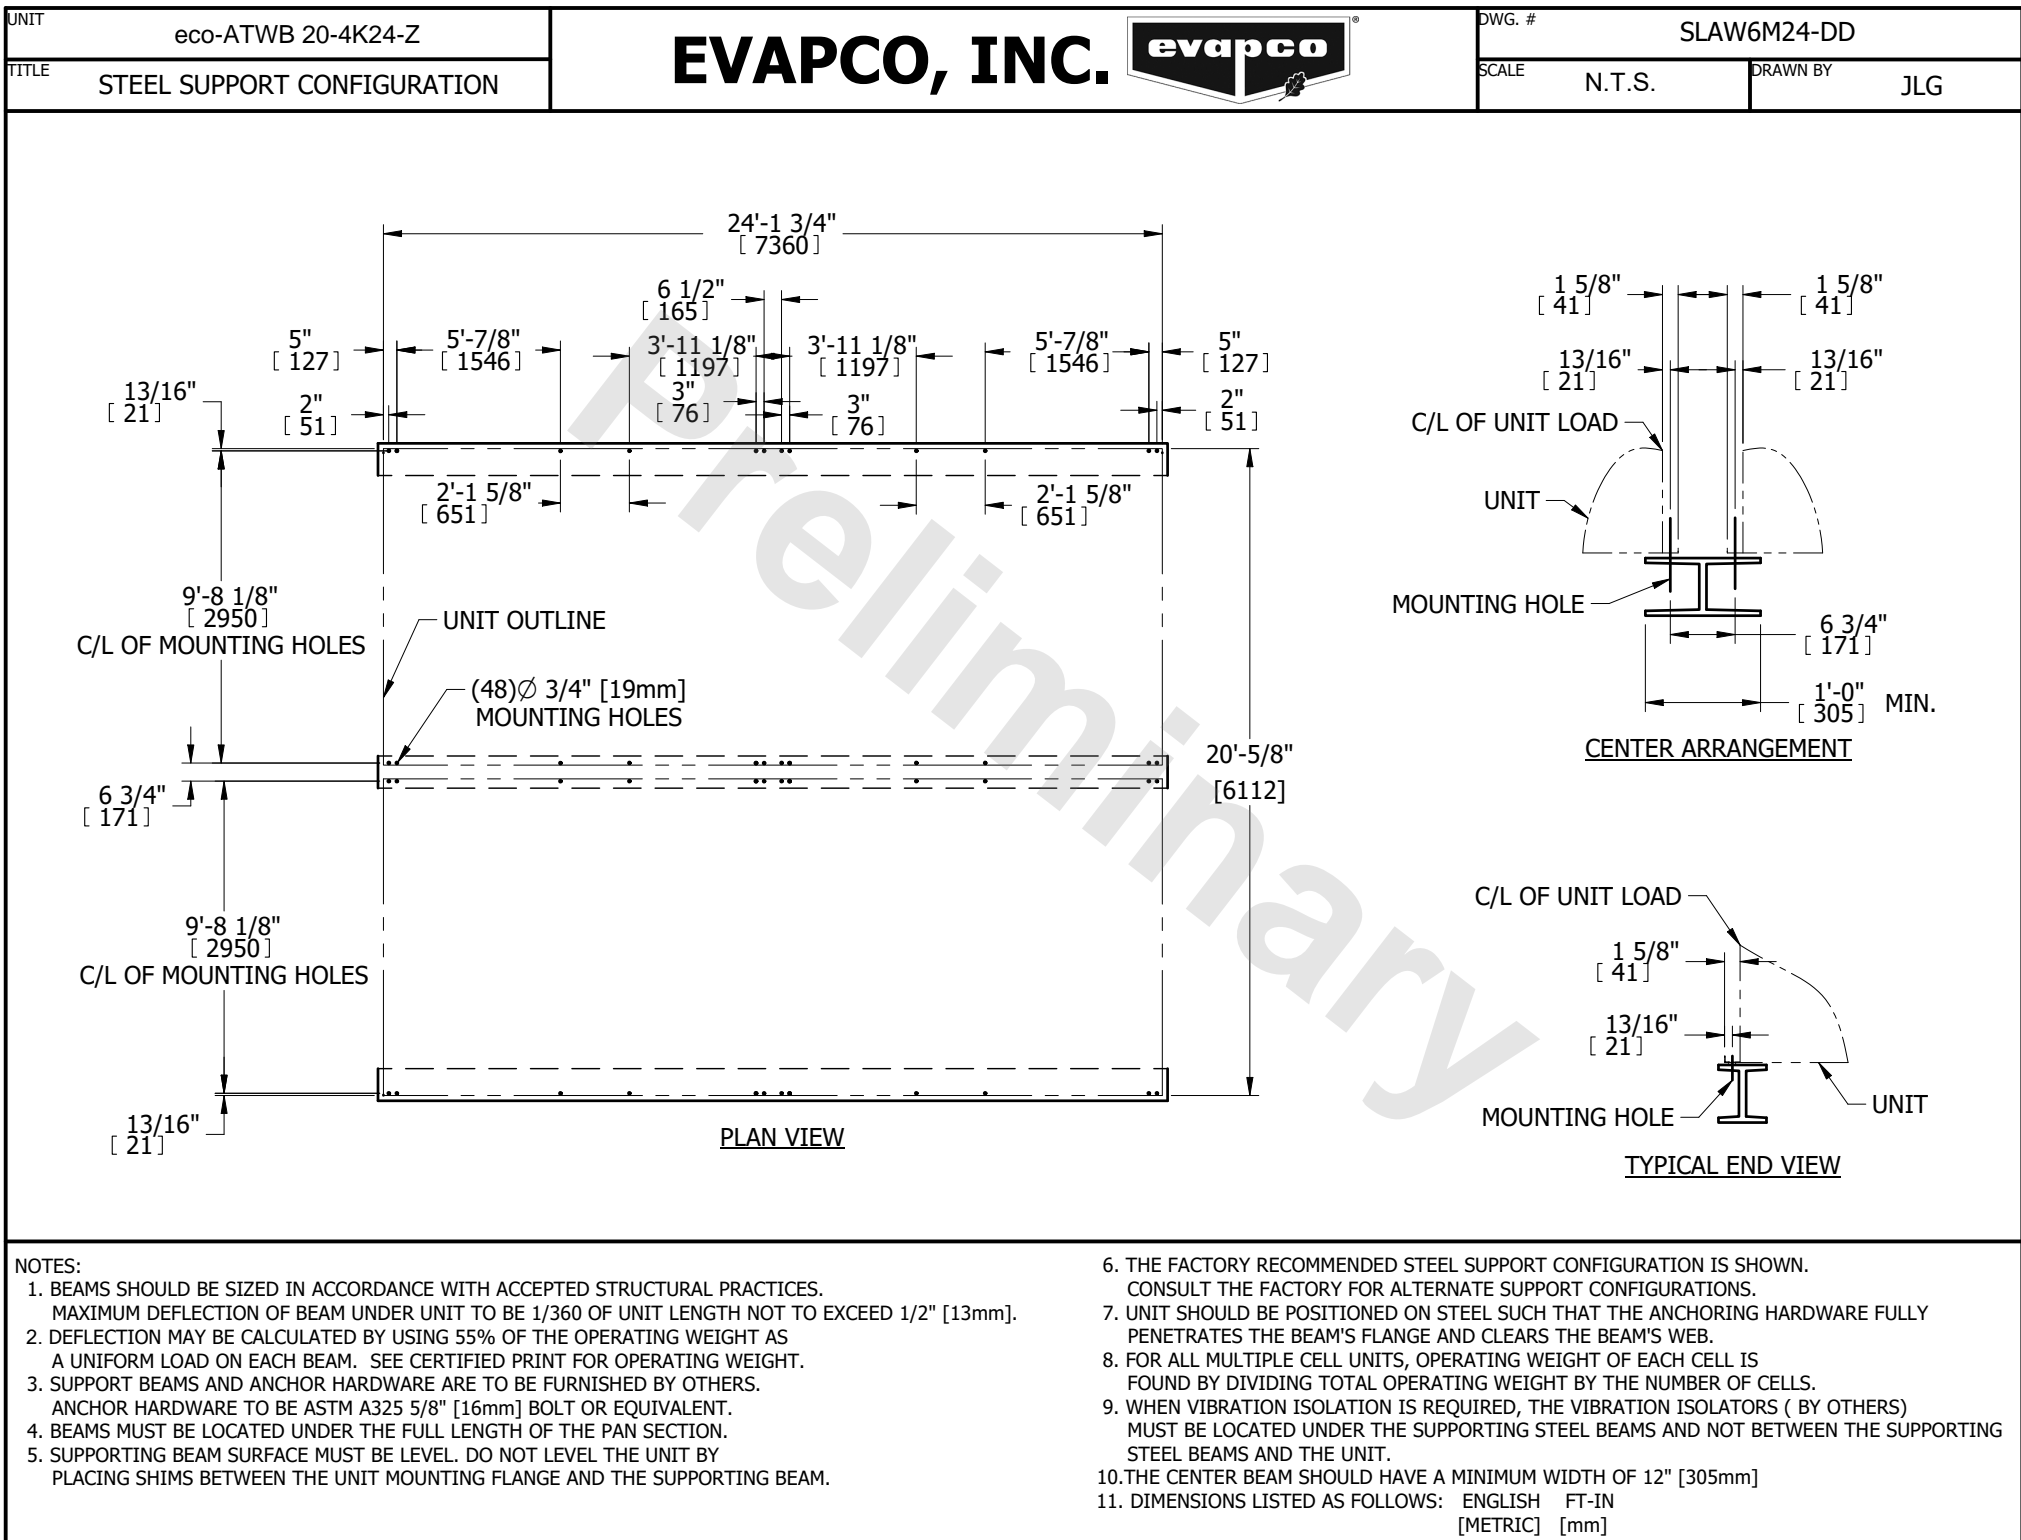 UNIT
eco-ATWB 20-4K24-Z
TITLE
STEEL SUPPORT CONFIGURATION
EVAPCO, INC.
evapco
®
DWG. #
SLAW6M24-DD
SCALE
N.T.S.
DRAWN BY
JLG
24'-1 3/4"
[ 7360 ]
6 1/2"
[ 165 ]
5"
[ 127 ]
5'-7/8"
[ 1546 ]
3'-11 1/8"
[ 1197 ]
3'-11 1/8"
[ 1197 ]
5'-7/8"
[ 1546 ]
5"
[ 127 ]
13/16"
[ 21 ]
2"
[ 51 ]
3"
[ 76 ]
3"
[ 76 ]
2"
[ 51 ]
2'-1 5/8"
[ 651 ]
2'-1 5/8"
[ 651 ]
9'-8 1/8"
[ 2950 ]
C/L OF MOUNTING HOLES
UNIT OUTLINE
(48)∅ 3/4" [19mm]
MOUNTING HOLES
6 3/4"
[ 171 ]
20'-5/8"
[6112]
9'-8 1/8"
[ 2950 ]
C/L OF MOUNTING HOLES
13/16"
[ 21 ]
PLAN VIEW
Preliminary
1 5/8"
[ 41 ]
1 5/8"
[ 41 ]
13/16"
[ 21 ]
13/16"
[ 21 ]
C/L OF UNIT LOAD
UNIT
MOUNTING HOLE
6 3/4"
[ 171 ]
1'-0"
[ 305 ] MIN.
CENTER ARRANGEMENT
C/L OF UNIT LOAD
1 5/8"
[ 41 ]
13/16"
[ 21 ]
MOUNTING HOLE
UNIT
TYPICAL END VIEW
NOTES:
1. BEAMS SHOULD BE SIZED IN ACCORDANCE WITH ACCEPTED STRUCTURAL PRACTICES.
MAXIMUM DEFLECTION OF BEAM UNDER UNIT TO BE 1/360 OF UNIT LENGTH NOT TO EXCEED 1/2" [13mm].
2. DEFLECTION MAY BE CALCULATED BY USING 55% OF THE OPERATING WEIGHT AS
A UNIFORM LOAD ON EACH BEAM. SEE CERTIFIED PRINT FOR OPERATING WEIGHT.
3. SUPPORT BEAMS AND ANCHOR HARDWARE ARE TO BE FURNISHED BY OTHERS.
ANCHOR HARDWARE TO BE ASTM A325 5/8" [16mm] BOLT OR EQUIVALENT.
4. BEAMS MUST BE LOCATED UNDER THE FULL LENGTH OF THE PAN SECTION.
5. SUPPORTING BEAM SURFACE MUST BE LEVEL. DO NOT LEVEL THE UNIT BY
PLACING SHIMS BETWEEN THE UNIT MOUNTING FLANGE AND THE SUPPORTING BEAM.
6. THE FACTORY RECOMMENDED STEEL SUPPORT CONFIGURATION IS SHOWN.
CONSULT THE FACTORY FOR ALTERNATE SUPPORT CONFIGURATIONS.
7. UNIT SHOULD BE POSITIONED ON STEEL SUCH THAT THE ANCHORING HARDWARE FULLY
PENETRATES THE BEAM'S FLANGE AND CLEARS THE BEAM'S WEB.
8. FOR ALL MULTIPLE CELL UNITS, OPERATING WEIGHT OF EACH CELL IS
FOUND BY DIVIDING TOTAL OPERATING WEIGHT BY THE NUMBER OF CELLS.
9. WHEN VIBRATION ISOLATION IS REQUIRED, THE VIBRATION ISOLATORS ( BY OTHERS)
MUST BE LOCATED UNDER THE SUPPORTING STEEL BEAMS AND NOT BETWEEN THE SUPPORTING
STEEL BEAMS AND THE UNIT.
10.THE CENTER BEAM SHOULD HAVE A MINIMUM WIDTH OF 12" [305mm]
11. DIMENSIONS LISTED AS FOLLOWS: ENGLISH FT-IN
[METRIC] [mm]